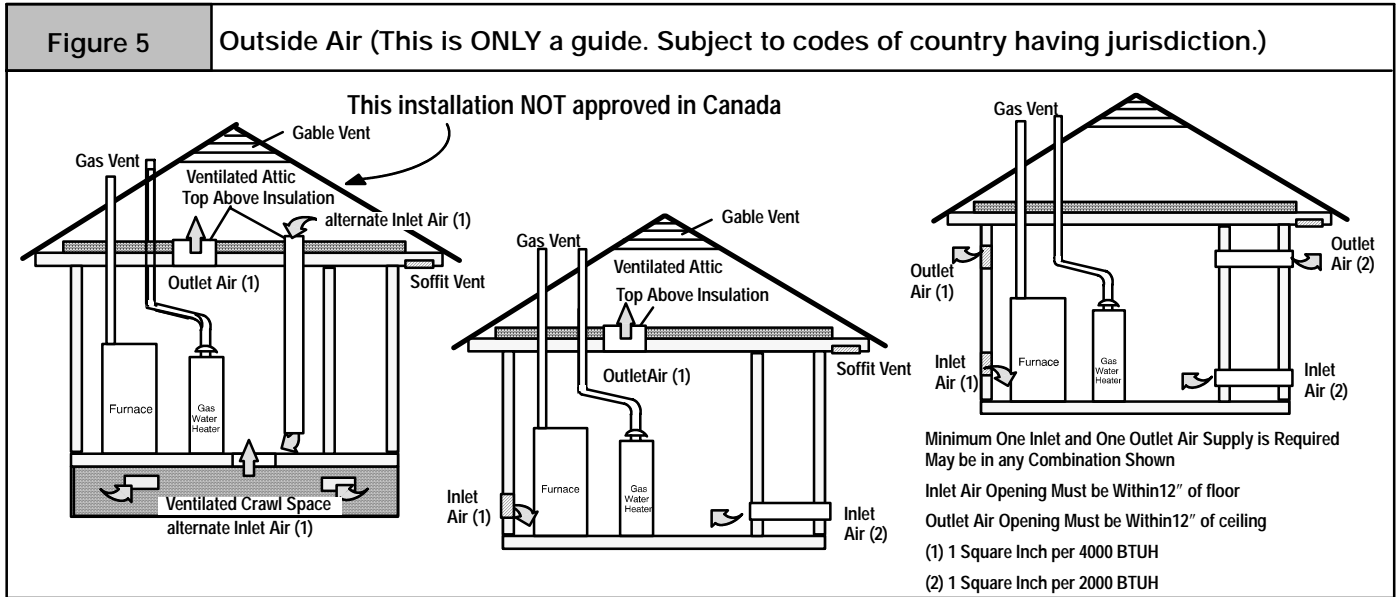 Figure 5
Outside Air (This is ONLY a guide. Subject to codes of country having jurisdiction.)
This installation NOT approved in Canada
Gable Vent
Gas Vent
Ventilated Attic
Top Above Insulation
alternate Inlet Air (1)
Outlet Air (1)
Soffit Vent
Furnace
Gas
Water
Heater
Ventilated Crawl Space
alternate Inlet Air (1)
Gable Vent
Gas Vent
Ventilated Attic
Top Above Insulation
OutletAir (1)
Soffit Vent
Furnace
Gas
Water
Heater
Inlet
Air (1)
Inlet
Air (2)
Gas Vent
Outlet
Air (1)
Outlet
Air (2)
Inlet
Air (1)
Furnace
Gas
Water
Heater
Inlet
Air (2)
Minimum One Inlet and One Outlet Air Supply is Required
May be in any Combination Shown
Inlet Air Opening Must be Within12″ of floor
Outlet Air Opening Must be Within12″ of ceiling
(1) 1 Square Inch per 4000 BTUH
(2) 1 Square Inch per 2000 BTUH